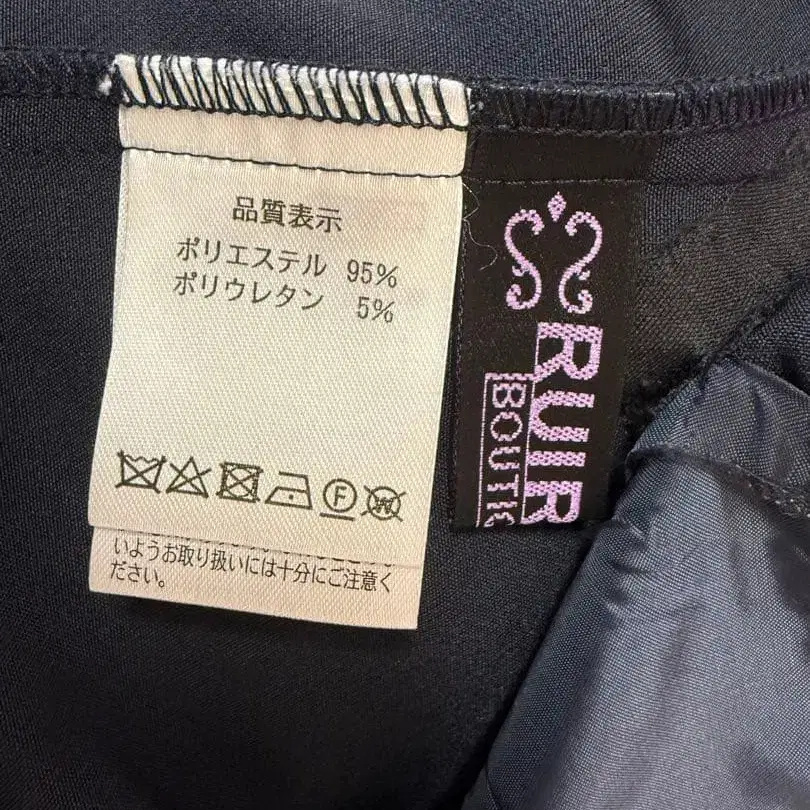 品質表示
ポリエステル 95%
ポリウレタン 5%
F
W
いようお取り扱いには十分にご注意く
ださい。
RUIR
BOUTI